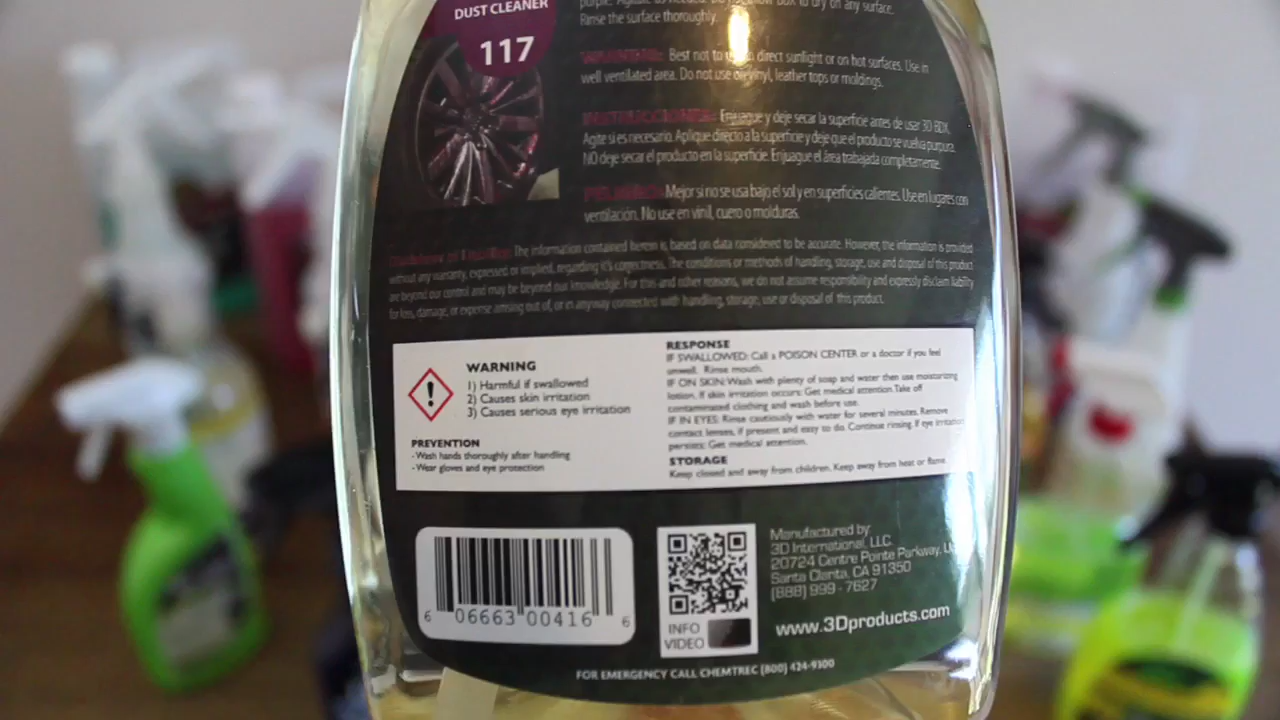 DUST CLEANER
117
Rinse the surface thoroughly.
WARNING: Best not to use in direct sunlight or on hot surfaces. Use in
well ventilated area. Do not use on vinyl, leather tops or moldings.
INSTRUCCIONES: Enjuague y deje secar la superficie antes de usar 3D BDX.
Agite si es necesario. Aplique directo a la superficie y deje que el producto se vuelva purpura.
NO deje secar el producto en la superficie. Enjuague el área trabajada completamente.
PELIGRO: Mejor si no se usa bajo el sol y en superficies calientes. Use en lugares con
ventilación. No use en vinil, cuero o molduras.
The information contained herein is based on data considered to be accurate. However, the information is provided
without any warranty, expressed or implied, regarding it's correctness. The conditions or methods of handling, storage, use and disposal of this product
are beyond our control and may be beyond our knowledge. For this and other reasons, we do not assume responsibility and expressly disclaim liability
for loss, damage, or expense arising out of, or in anyway connected with handling, storage, use or disposal of this product.
WARNING
1) Harmful if swallowed
2) Causes skin irritation
3) Causes serious eye irritation
PREVENTION
- Wash hands thoroughly after handling
- Wear gloves and eye protection
RESPONSE
IF SWALLOWED: Call a POISON CENTER or a doctor if you feel
unwell. Rinse mouth.
IF ON SKIN: Wash with plenty of soap and water then use moisturizing
lotion. If skin irritation occurs: Get medical attention. Take off
contaminated clothing and wash before use.
IF IN EYES: Rinse cautiously with water for several minutes. Remove
contact lenses, if present and easy to do. Continue rinsing. If eye irritation
persists: Get medical attention.
STORAGE
Keep closed and away from children. Keep away from heat or flame.
6 06663 00416 6
INFO
VIDEO
Manufactured by:
3D International, LLC.
20724 Centre Pointe Parkway,
Santa Clarita, CA 91350
(888) 999 - 7627
www.3Dproducts.com
FOR EMERGENCY CALL CHEMTREC (800) 424-9300